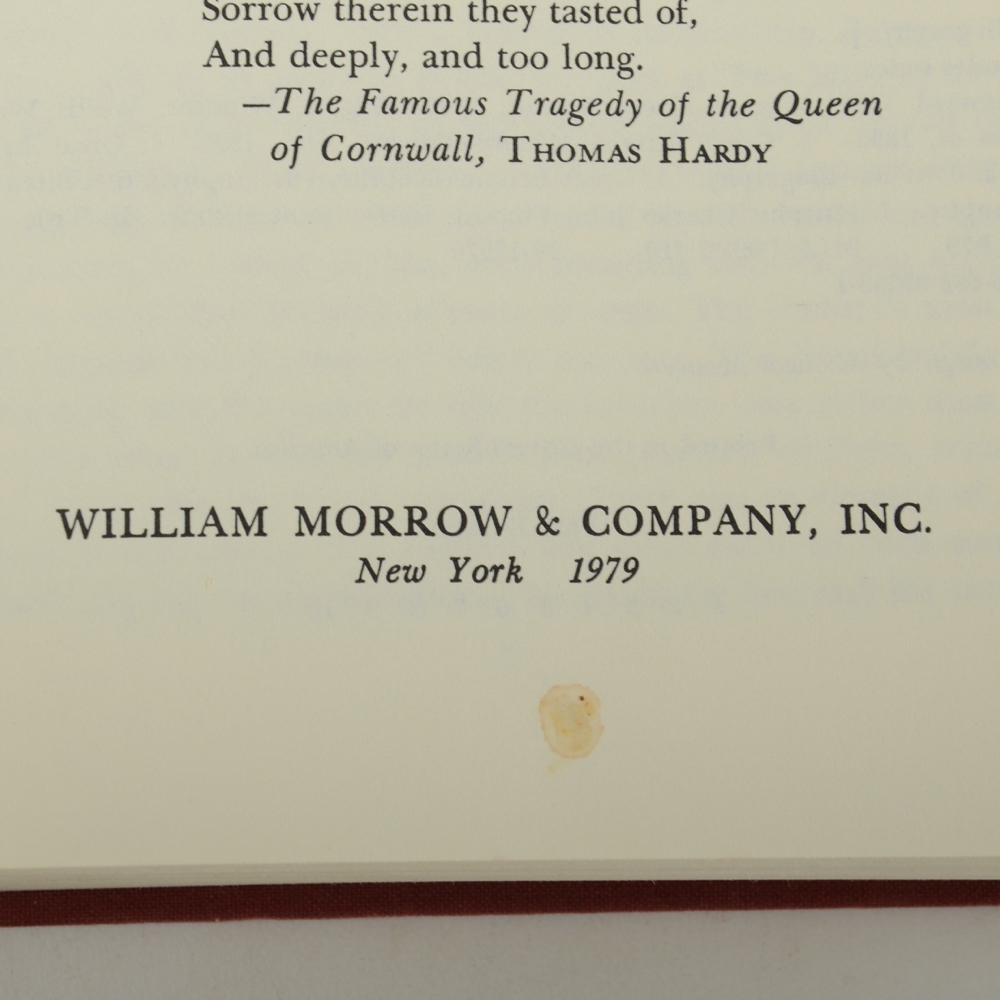 Sorrow therein they tasted of,
And deeply, and too long.
—The Famous Tragedy of the Queen
of Cornwall, THOMAS HARDY
WILLIAM MORROW & COMPANY, INC.
New York 1979